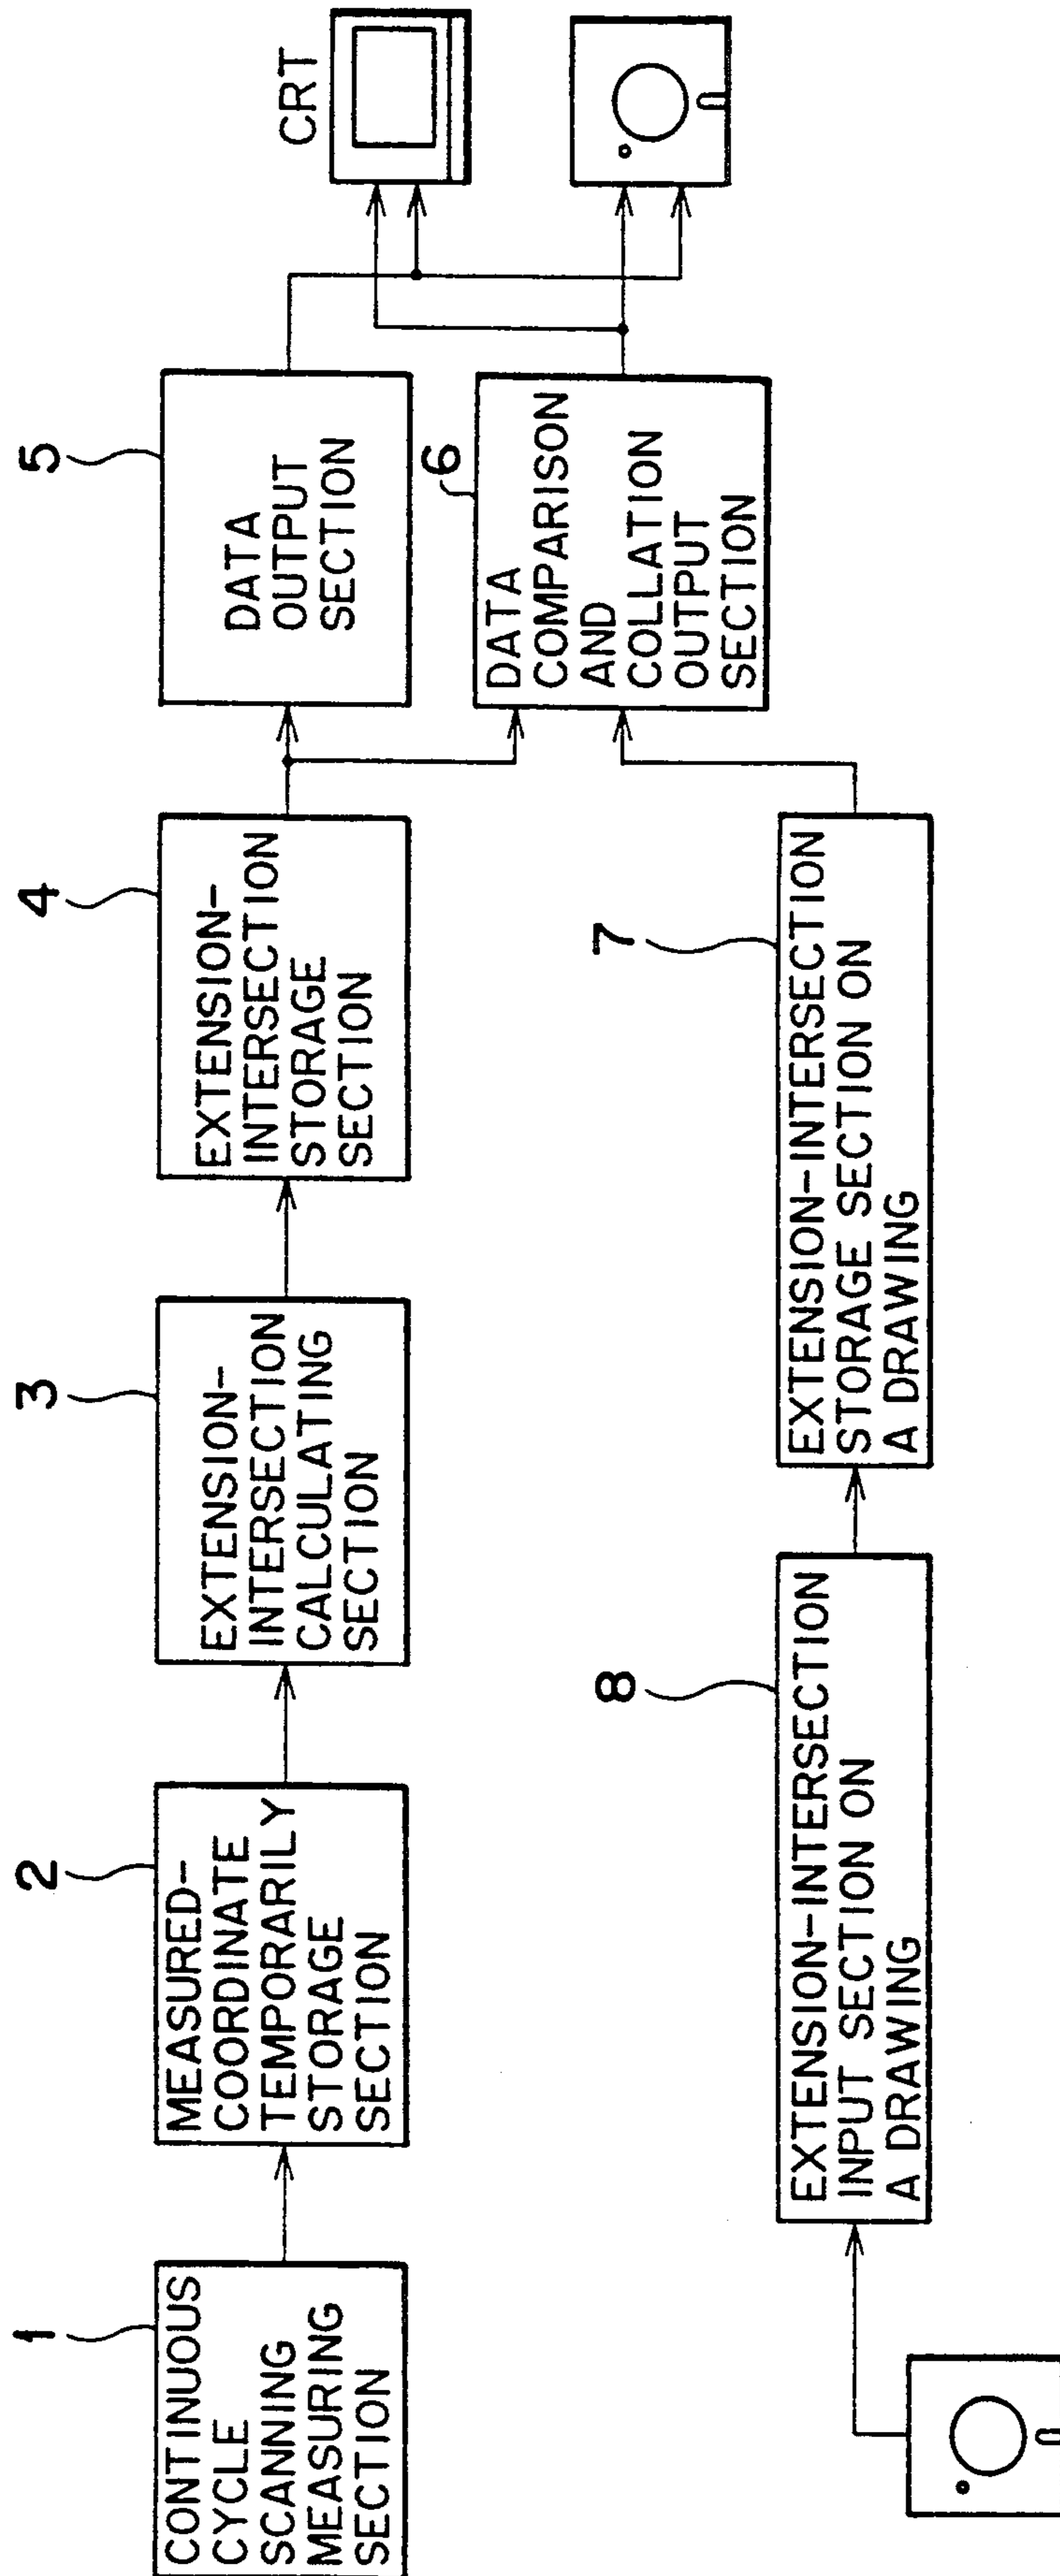 1
CONTINUOUS
CYCLE
SCANNING
MEASURING
SECTION
2
MEASURED-
COORDINATE
TEMPORARILY
STORAGE
SECTION
3
EXTENSION-
INTERSECTION
CALCULATING
SECTION
4
EXTENSION-
INTERSECTION
STORAGE
SECTION
5
DATA
OUTPUT
SECTION
CRT
6
DATA
COMPARISON
AND
COLLATION
OUTPUT
SECTION
8
EXTENSION-INTERSECTION
INPUT SECTION ON
A DRAWING
7
EXTENSION-INTERSECTION
STORAGE SECTION ON
A DRAWING